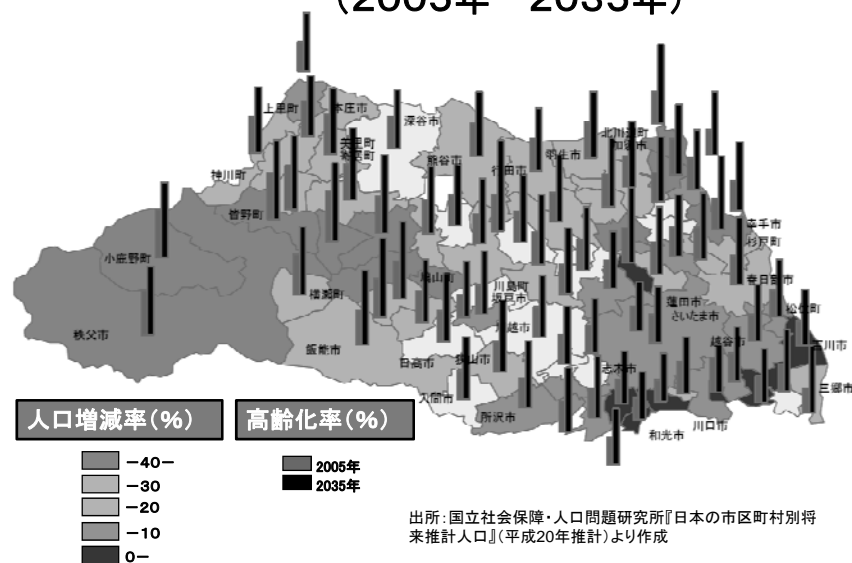 (2005年 2035年)
上里町
本庄市
深谷市
美里町
寄居町
神川町
熊谷市
行田市
羽生市
北川辺町
加須市
皆野町
小鹿野町
秩父市
横瀬町
飯能市
鳩山町
川島町
坂戸市
川越市
日高市
狭山市
入間市
所沢市
幸手市
杉戸町
春日部市
蓮田市
さいたま市
松伏町
越谷市
吉川市
三郷市
志木市
和光市
川口市
人口増減率(%)
-40-
-30
-20
-10
0-
高齢化率(%)
2005年
2035年
出所:国立社会保障・人口問題研究所『日本の市区町村別将
来推計人口』(平成20年推計)より作成